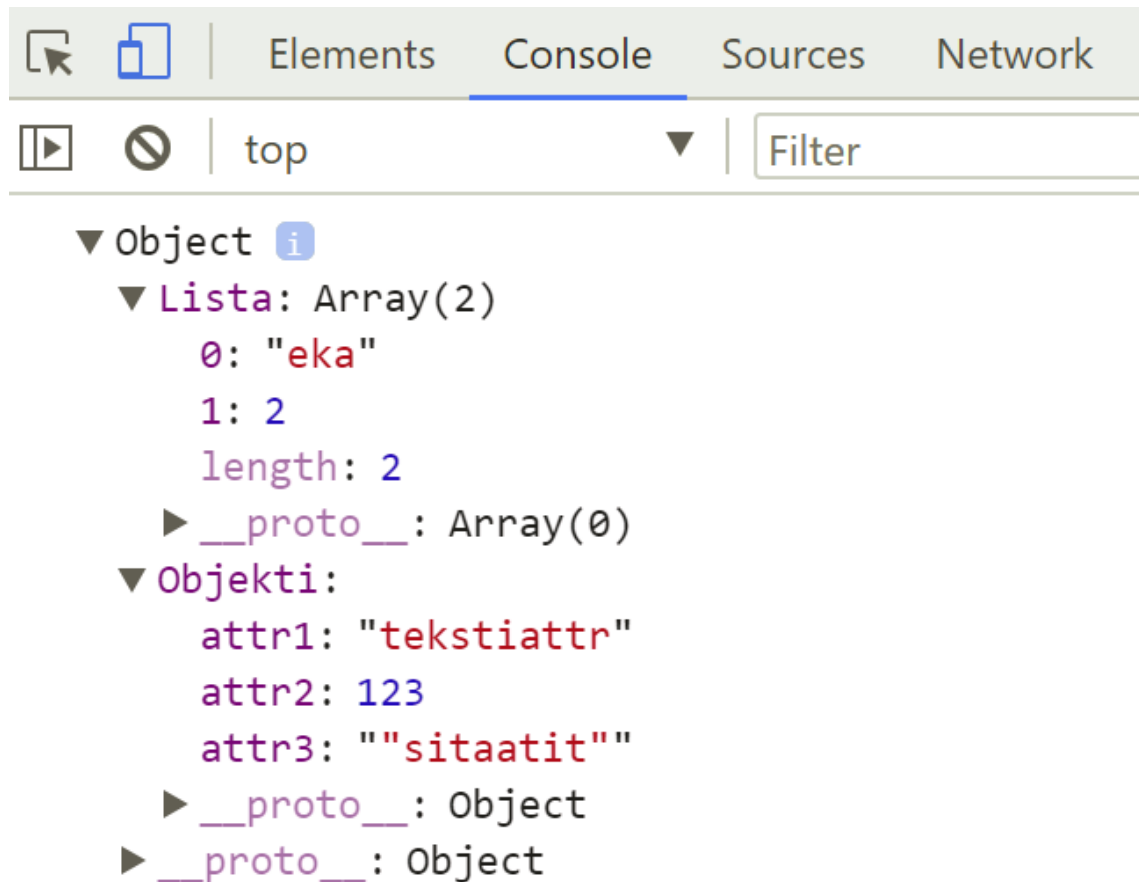 Elements Console Sources Network
top Filter
Object i
Lista: Array(2)
0: "eka"
1: 2
length: 2
__proto__: Array(0)
Objekti:
attr1: "tekstiattr"
attr2: 123
attr3: ""sitaatit""
__proto__: Object
__proto__: Object